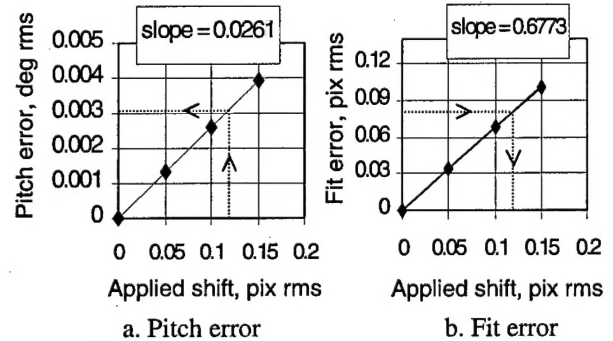 slope = 0.0261
Pitch error, deg rms
0.005
0.004
0.003
0.002
0.001
0
0 0.05 0.1 0.15 0.2
Applied shift, pix rms
a. Pitch error
slope=0.6773
Fit error, pix rms
0.12
0.09
0.06
0.03
0
0 0.05 0.10 0.15 0.20
Applied shift, pix rms
b. Fit error